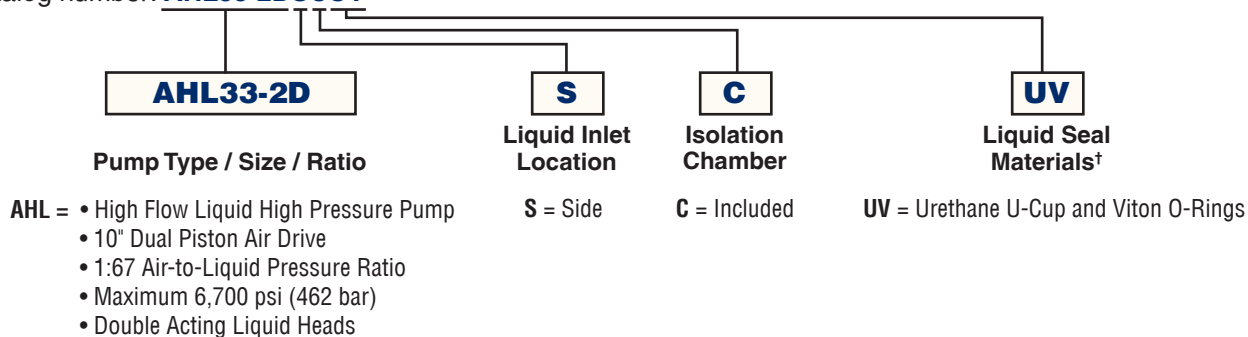 AHL33-2D S C UV
Liquid Inlet Location
Isolation Chamber
Liquid Seal Materials†
Pump Type / Size / Ratio
AHL = • High Flow Liquid High Pressure Pump
• 10" Dual Piston Air Drive
• 1:67 Air-to-Liquid Pressure Ratio
• Maximum 6,700 psi (462 bar)
• Double Acting Liquid Heads
S = Side
C = Included
UV = Urethane U-Cup and Viton O-Rings